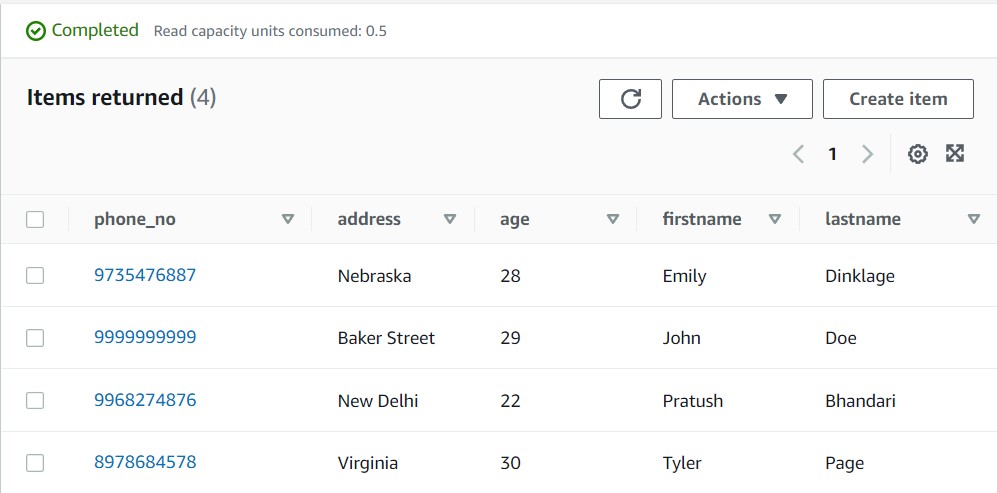 Completed Read capacity units consumed: 0.5
Items returned (4) Actions Create item
1
phone_no address age firstname lastname
9735476887 Nebraska 28 Emily Dinklage
9999999999 Baker Street 29 John Doe
9968274876 New Delhi 22 Pratush Bhandari
8978684578 Virginia 30 Tyler Page